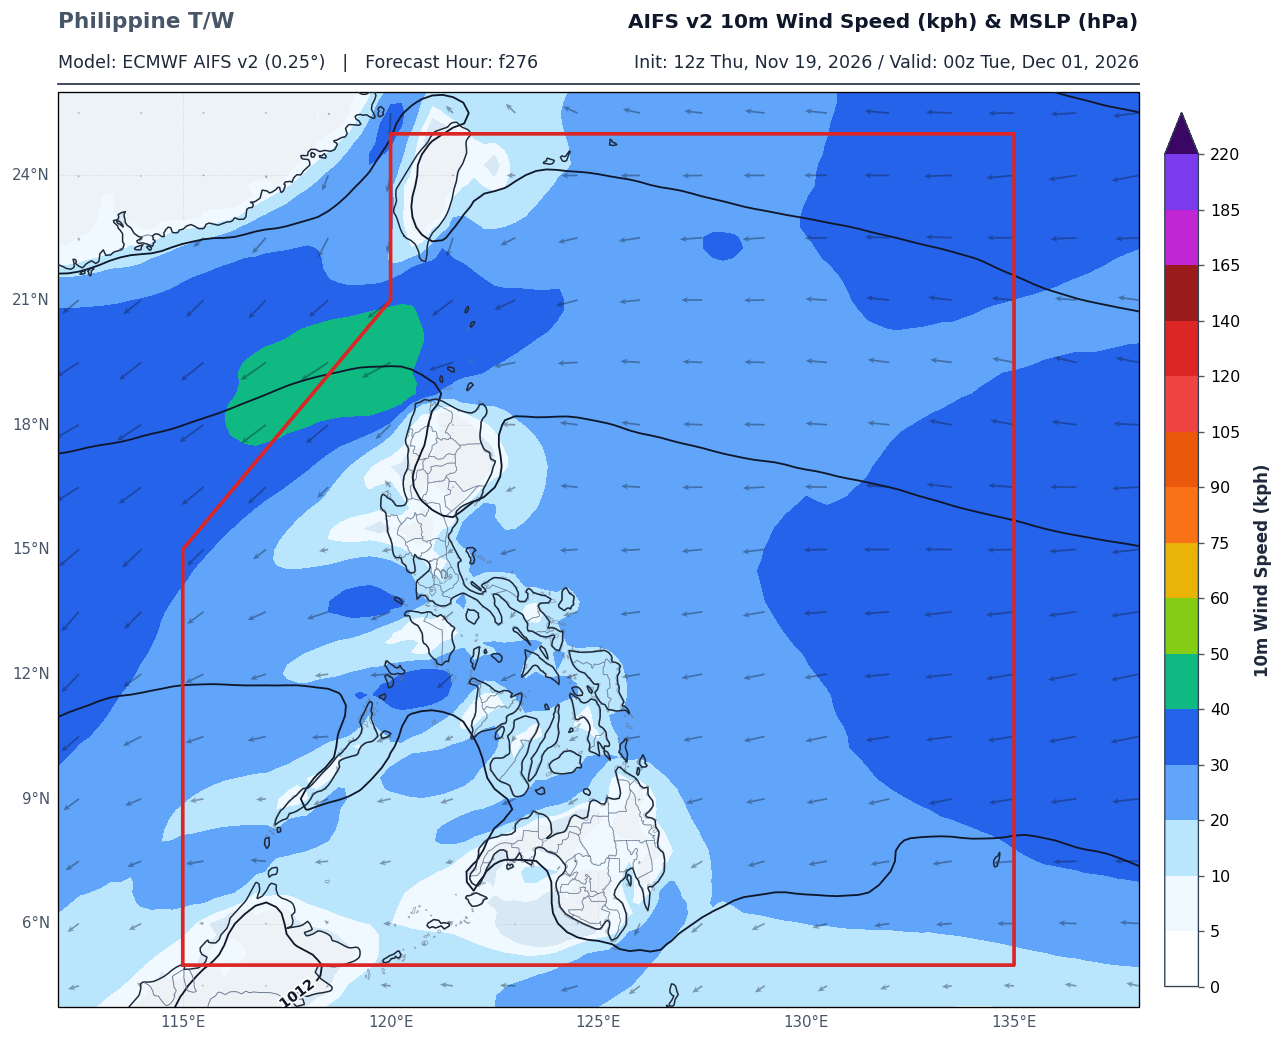 Philippine T/W
AIFS v2 10m Wind Speed (kph) & MSLP (hPa)
Model: ECMWF AIFS v2 (0.25°) | Forecast Hour: f276
Init: 12z Thu, Nov 19, 2026 / Valid: 00z Tue, Dec 01, 2026
24°N
21°N
18°N
15°N
12°N
9°N
6°N
115°E
120°E
125°E
130°E
135°E
1012
220
185
165
140
120
105
90
75
60
50
40
30
20
10
5
0
10m Wind Speed (kph)